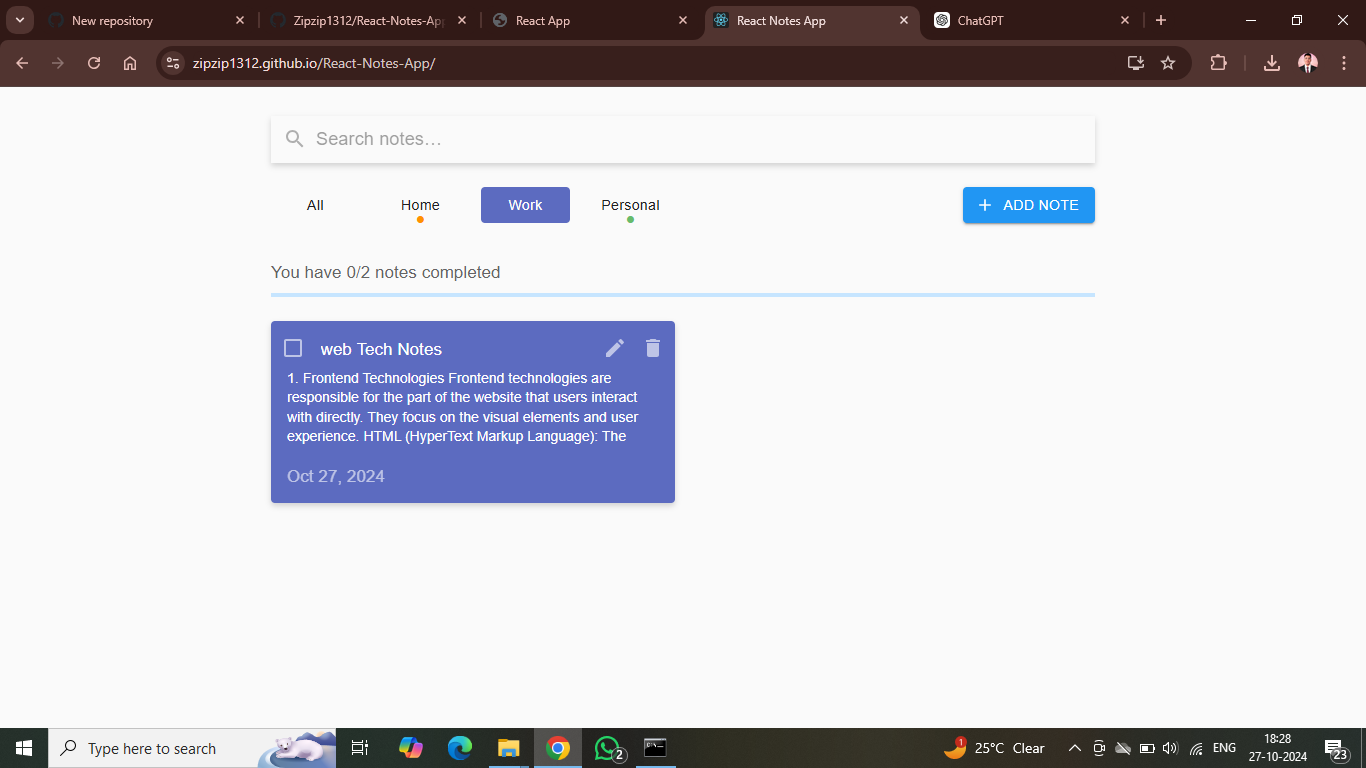 New repository
Zipzip1312/React-Notes-App
React App
React Notes App
ChatGPT
zipzip1312.github.io/React-Notes-App/
Search notes…
All
Home
Work
Personal
ADD NOTE
You have 0/2 notes completed
web Tech Notes
1. Frontend Technologies Frontend technologies are
responsible for the part of the website that users interact
with directly. They focus on the visual elements and user
experience. HTML (HyperText Markup Language): The
Oct 27, 2024
Type here to search
2
1
25°C Clear
ENG
18:28
27-10-2024
23